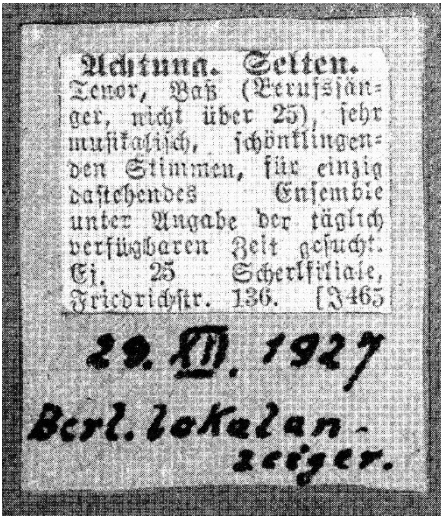 Achtung. Selten.
Tenor, Baß (Berufssän-
ger, nicht über 25), sehr
musikalisch, schönklingen-
den Stimmen, für einzig
dastehendes Ensemble
unter Angabe der täglich
verfügbaren Zeit gesucht.
Ej. 25 Scherlfiliale,
Friedrichstr. 136. [J465
29. XII. 1927
Berl. lokalan-
zeiger.